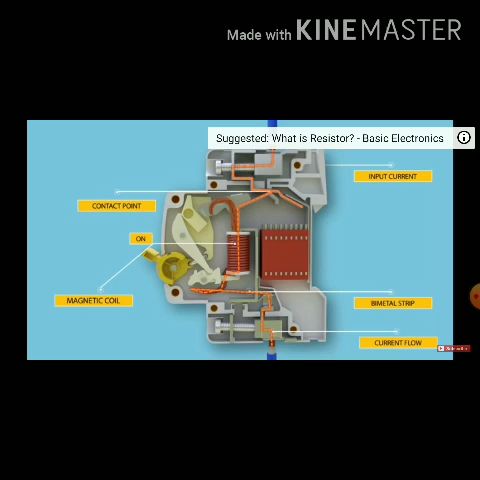 Made with KINEMASTER
Suggested: What is Resistor? - Basic Electronics
INPUT CURRENT
CONTACT POINT
ON
MAGNETIC COIL
BIMETAL STRIP
CURRENT FLOW
Subscribe